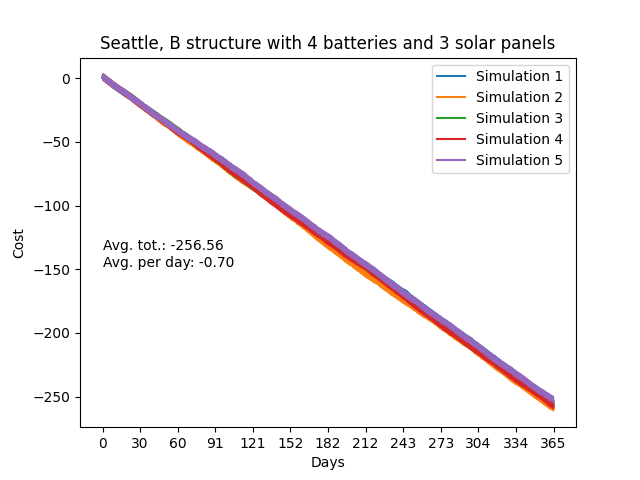 Seattle, B structure with 4 batteries and 3 solar panels
Simulation 1
Simulation 2
Simulation 3
Simulation 4
Simulation 5
0
−50
−100
−150
−200
−250
Cost
Avg. tot.: -256.56
Avg. per day: -0.70
0 30 60 91 121 152 182 212 243 273 304 334 365
Days